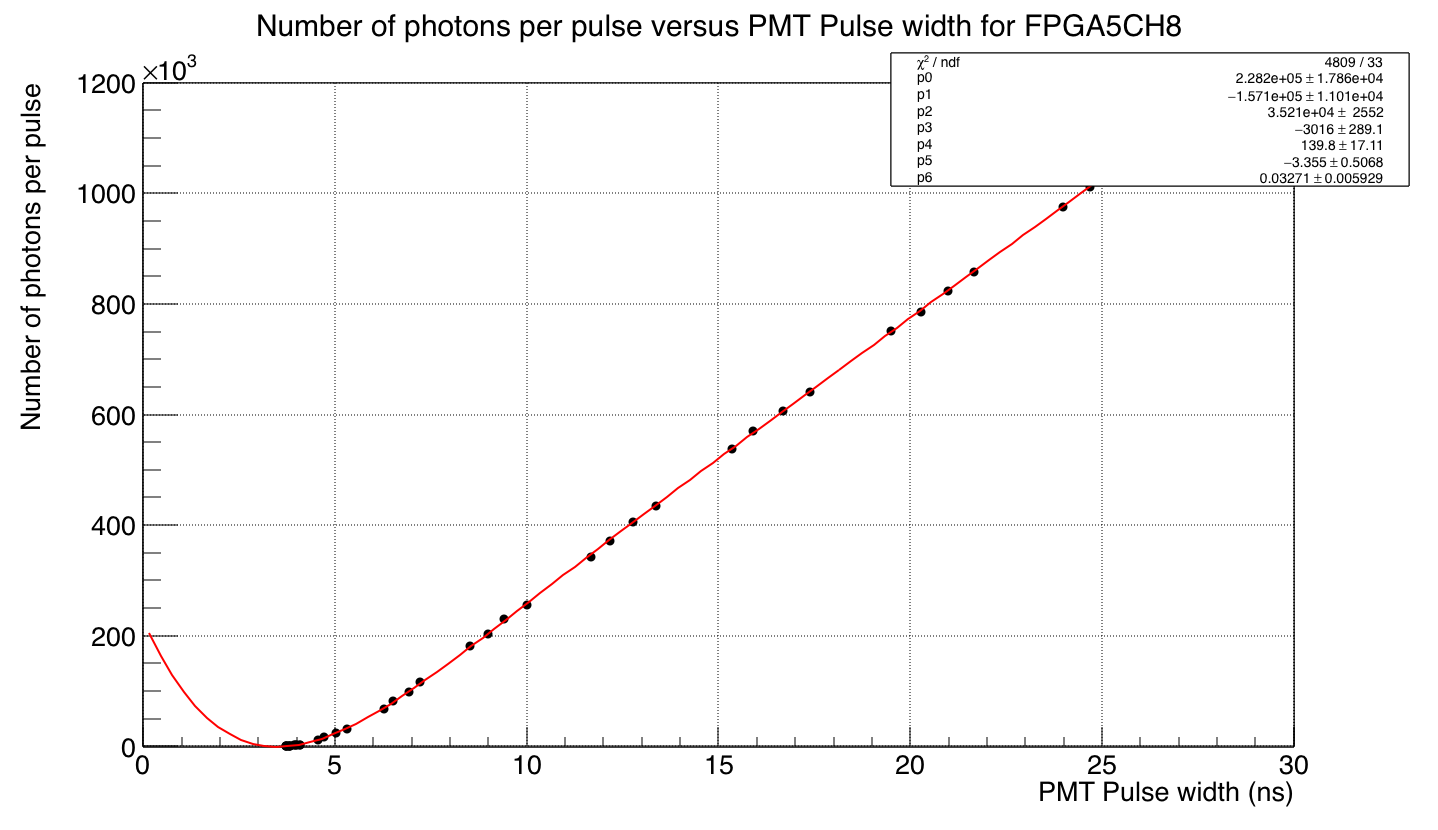 Number of photons per pulse versus PMT Pulse width for FPGA5CH8
×10³
χ² / ndf 4809 / 33
p0 2.282e+05 ± 1.786e+04
p1 −1.571e+05 ± 1.101e+04
p2 3.521e+04 ± 2552
p3 −3016 ± 289.1
p4 139.8 ± 17.11
p5 −3.355 ± 0.5068
p6 0.03271 ± 0.005929
Number of photons per pulse
1200
1000
800
600
400
200
0
0 5 10 15 20 25 30
PMT Pulse width (ns)